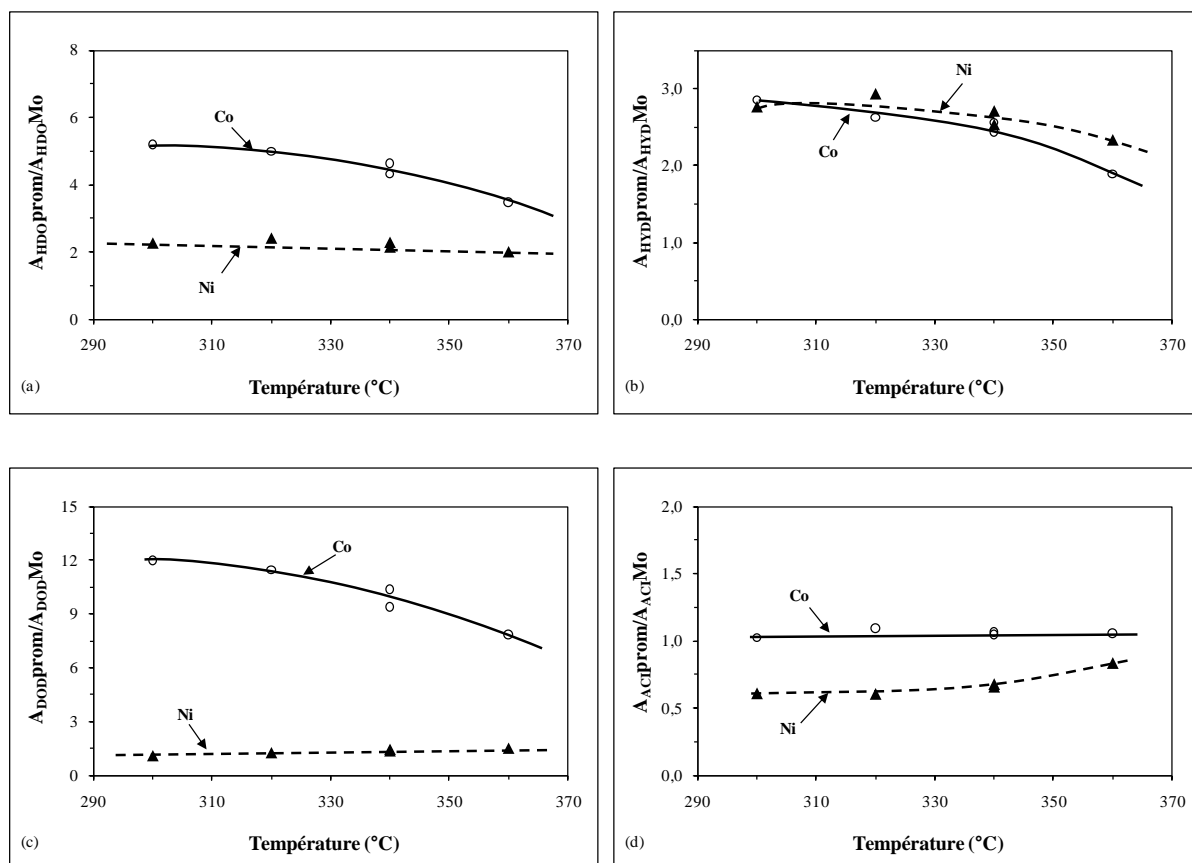 8
6
4
2
0
A_HDOprom/A_HDOMo
Co
Ni
290 310 330 350 370
Température (°C)
(a)
3,0
2,0
1,0
0,0
A_HYDprom/A_HYDMo
Ni
Co
290 310 330 350 370
Température (°C)
(b)
15
12
9
6
3
0
A_DODprom/A_DODMo
Co
Ni
290 310 330 350 370
Température (°C)
(c)
2,0
1,5
1,0
0,5
0,0
A_ACIprom/A_ACIMo
Co
Ni
290 310 330 350 370
Température (°C)
(d)